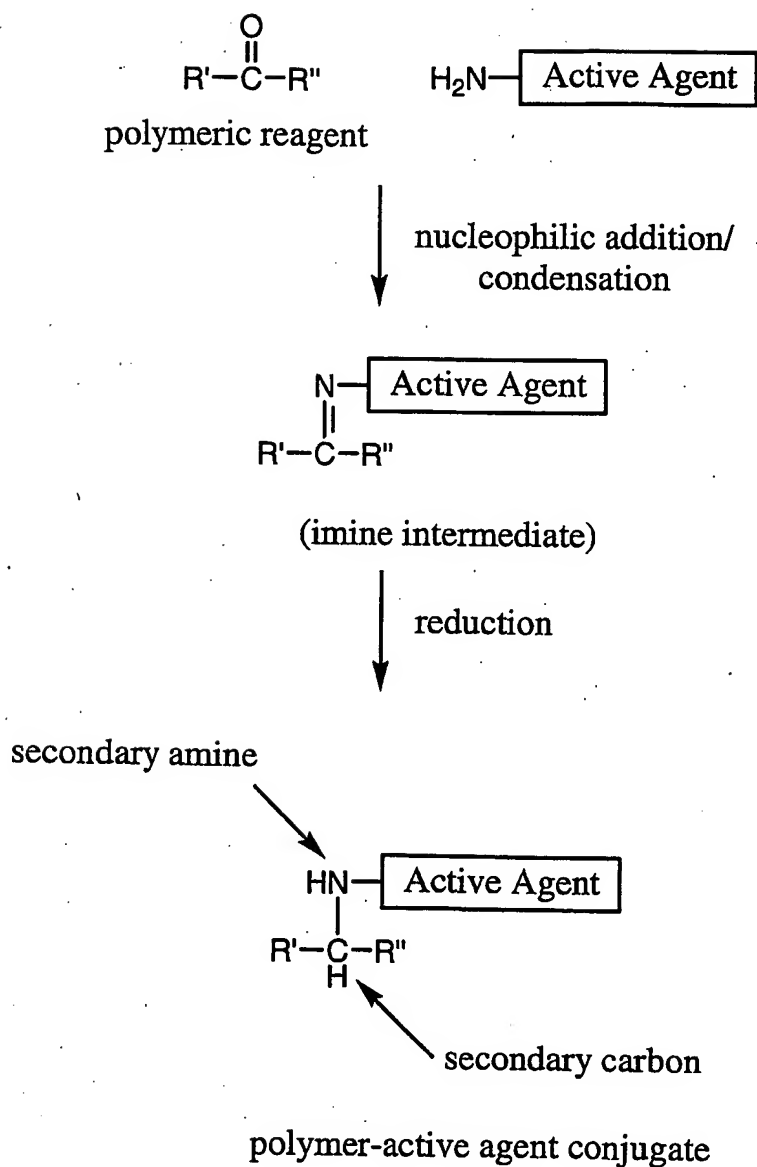 O
R'-C-R"
H₂N-Active Agent
polymeric reagent
nucleophilic addition/
condensation
N-Active Agent
R'-C-R"
(imine intermediate)
reduction
secondary amine
HN-Active Agent
R'-C-R"
H
secondary carbon
polymer-active agent conjugate